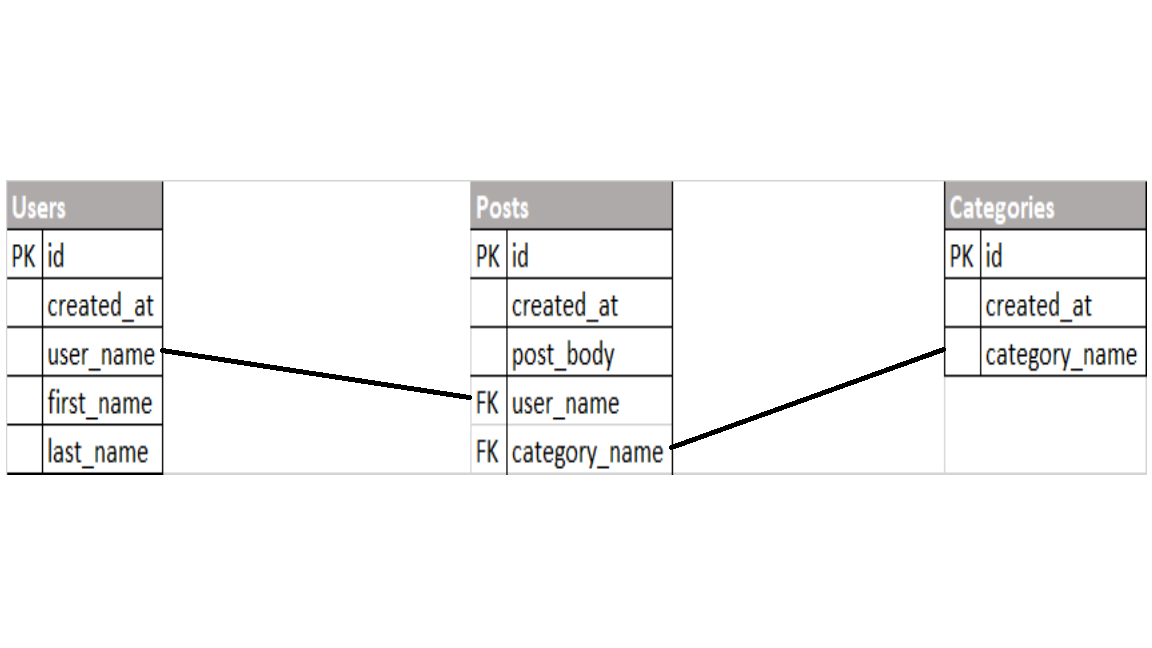 Users
PK id
created_at
user_name
first_name
last_name
Posts
PK id
created_at
post_body
FK user_name
FK category_name
Categories
PK id
created_at
category_name